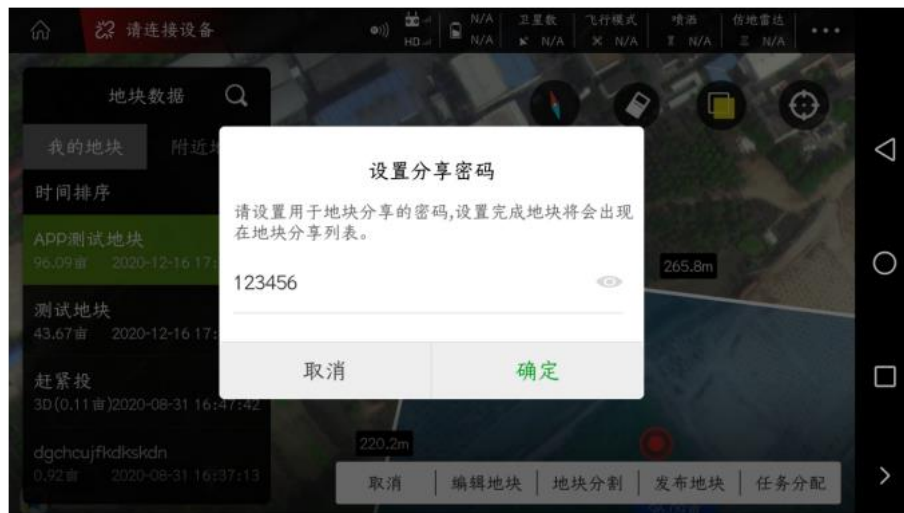 请连接设备
HD
N/A
N/A
卫星数
N/A
飞行模式
N/A
喷洒
N/A
仿地雷达
N/A
地块数据
我的地块
附近
时间排序
APP测试地块
96.09亩 2020-12-16 17:
测试地块
43.67亩 2020-12-16 17:
赶紧投
3D(0.11亩)2020-08-31 16:47:42
dgchcujfkdkskdn
0.92亩 2020-08-31 16:37:13
设置分享密码
请设置用于地块分享的密码,设置完成地块将会出现
在地块分享列表。
123456
取消 确定
265.8m
220.2m
取消 编辑地块 地块分割 发布地块 任务分配